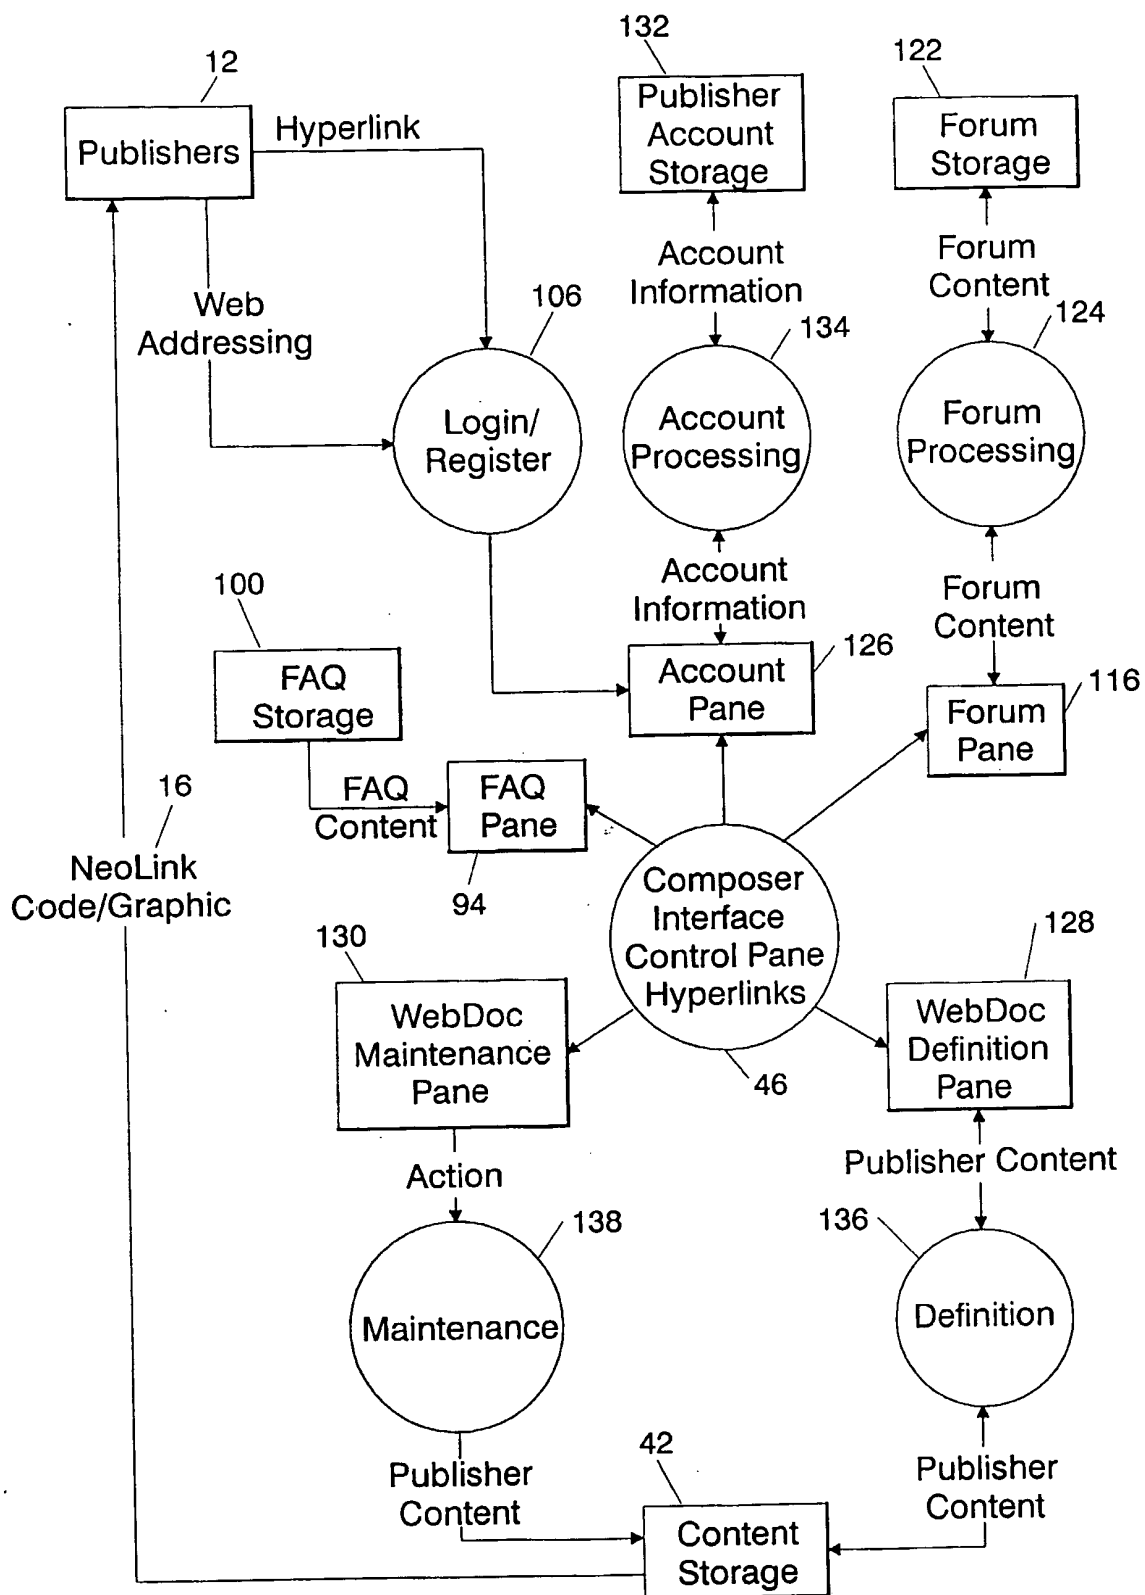 132
122
12
Publishers
Hyperlink
Publisher
Account
Storage
Forum
Storage
Account
Information
Forum
Content
Web
Addressing
106
134
124
Login/
Register
Account
Processing
Forum
Processing
100
Account
Information
Forum
Content
126
116
FAQ
Storage
Account
Pane
Forum
Pane
16
FAQ
Content
FAQ
Pane
94
NeoLink
Code/Graphic
Composer
Interface
Control Pane
Hyperlinks
46
130
128
WebDoc
Maintenance
Pane
WebDoc
Definition
Pane
Action
Publisher Content
138
136
Maintenance
Definition
Publisher
Content
42
Publisher
Content
Content
Storage